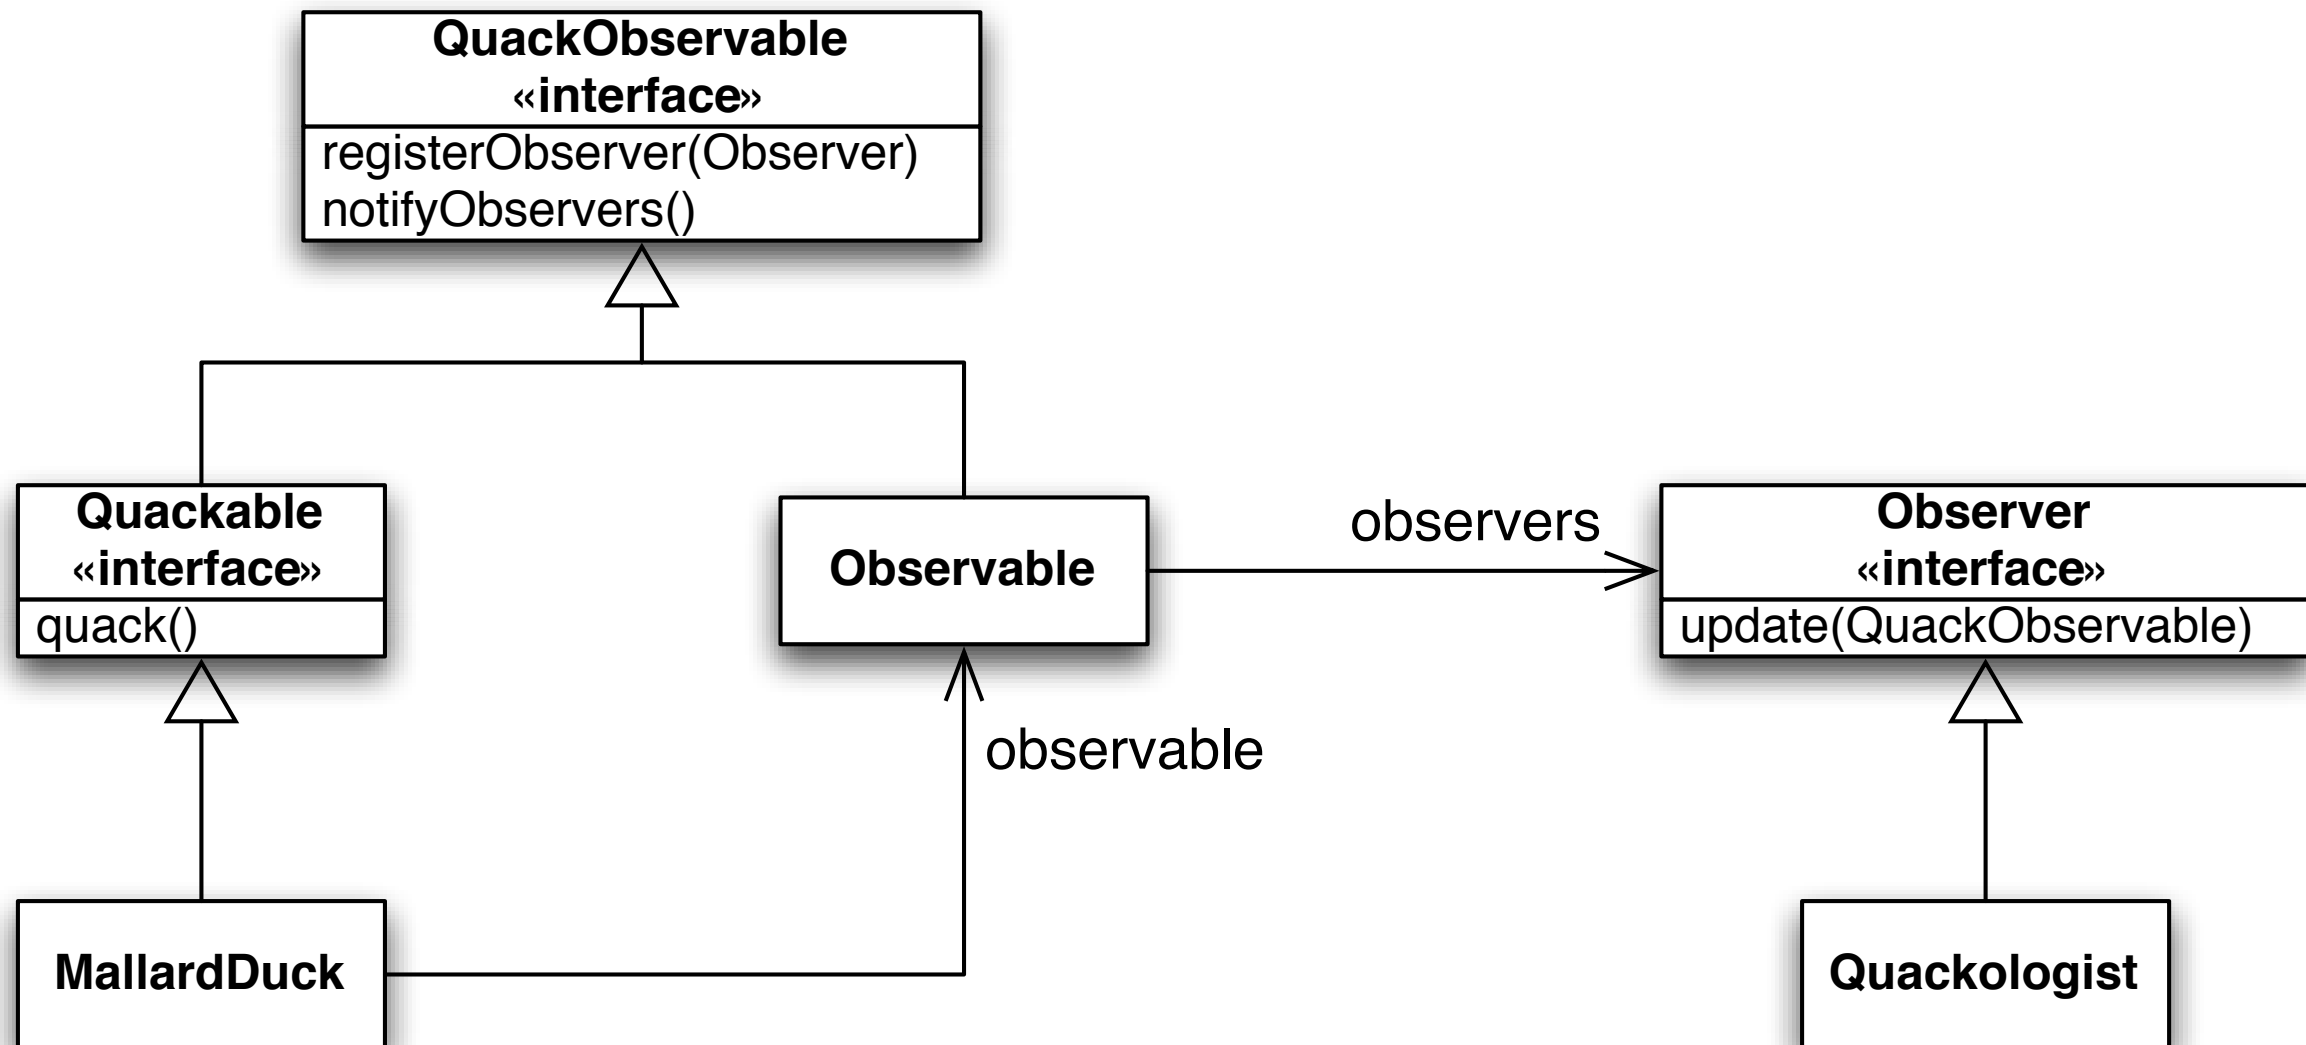 QuackObservable
«interface»
registerObserver(Observer)
notifyObservers()
Quackable
«interface»
quack()
Observable
observers
Observer
«interface»
update(QuackObservable)
observable
MallardDuck
Quackologist